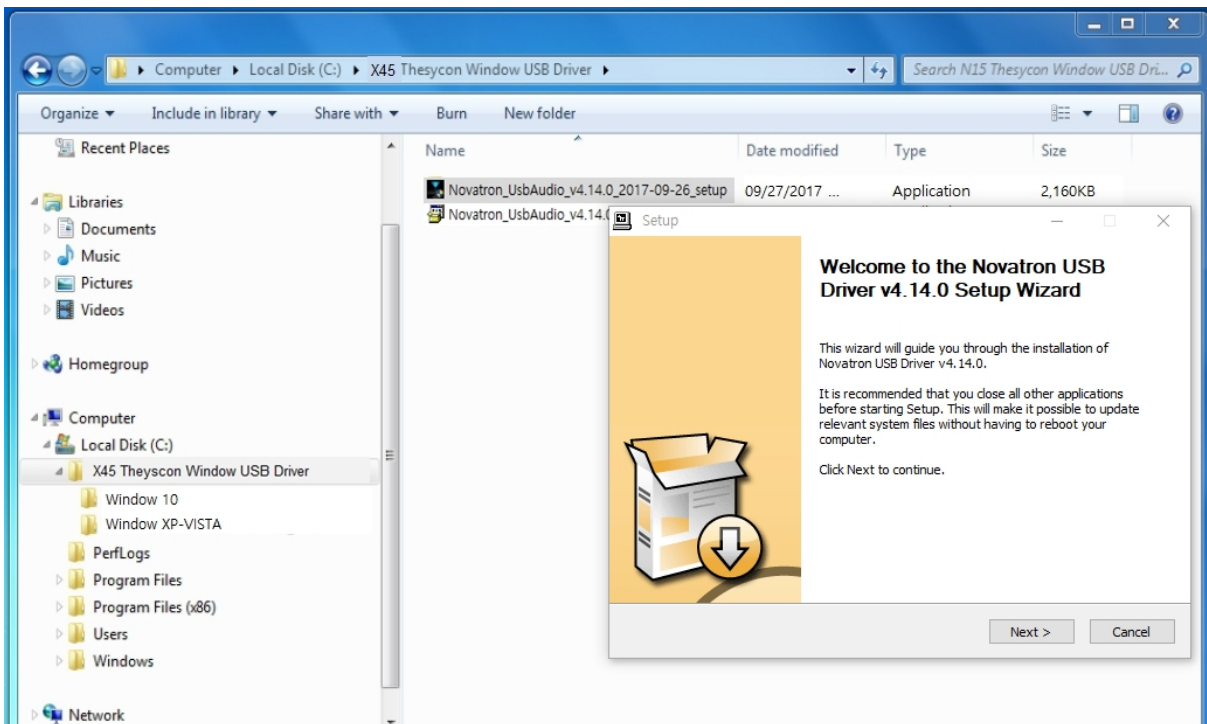 Computer ▸ Local Disk (C:) ▸ X45 Thesycon Window USB Driver ▸
Search N15 Thesycon Window USB Dri...
Organize
Include in library
Share with
Burn
New folder
Recent Places
Libraries
Documents
Music
Pictures
Videos
Homegroup
Computer
Local Disk (C:)
X45 Theyscon Window USB Driver
Window 10
Window XP-VISTA
PerfLogs
Program Files
Program Files (x86)
Users
Windows
Network
Name Date modified Type Size
Novatron_UsbAudio_v4.14.0_2017-09-26_setup 09/27/2017 ... Application 2,160KB
Novatron_UsbAudio_v4.14.
Setup
Welcome to the Novatron USB
Driver v4.14.0 Setup Wizard
This wizard will guide you through the installation of
Novatron USB Driver v4.14.0.
It is recommended that you close all other applications
before starting Setup. This will make it possible to update
relevant system files without having to reboot your
computer.
Click Next to continue.
Next >
Cancel